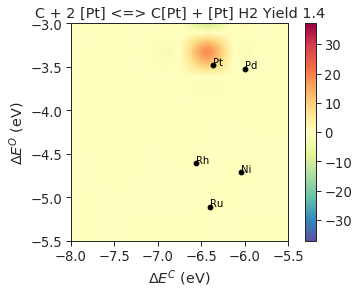 C + 2 [Pt] <=> C[Pt] + [Pt] H2 Yield 1.4
−3.0
−3.5
−4.0
−4.5
−5.0
−5.5
ΔE^O (eV)
Pt
Pd
Rh
Ni
Ru
−8.0 −7.5 −7.0 −6.5 −6.0 −5.5
ΔE^C (eV)
30
20
10
0
−10
−20
−30